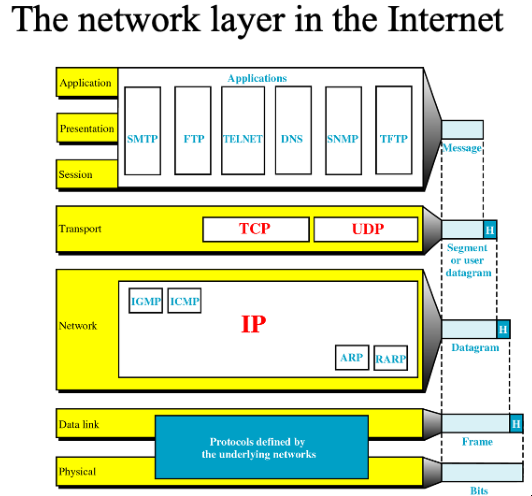 The network layer in the Internet
Application
Applications
Presentation
Session
SMTP
FTP
TELNET
DNS
SNMP
TFTP
Message
Transport
TCP
UDP
H
Segment
or user
datagram
Network
IGMP
ICMP
IP
ARP
RARP
H
Datagram
Data link
Protocols defined by
the underlying networks
H
Frame
Physical
Bits